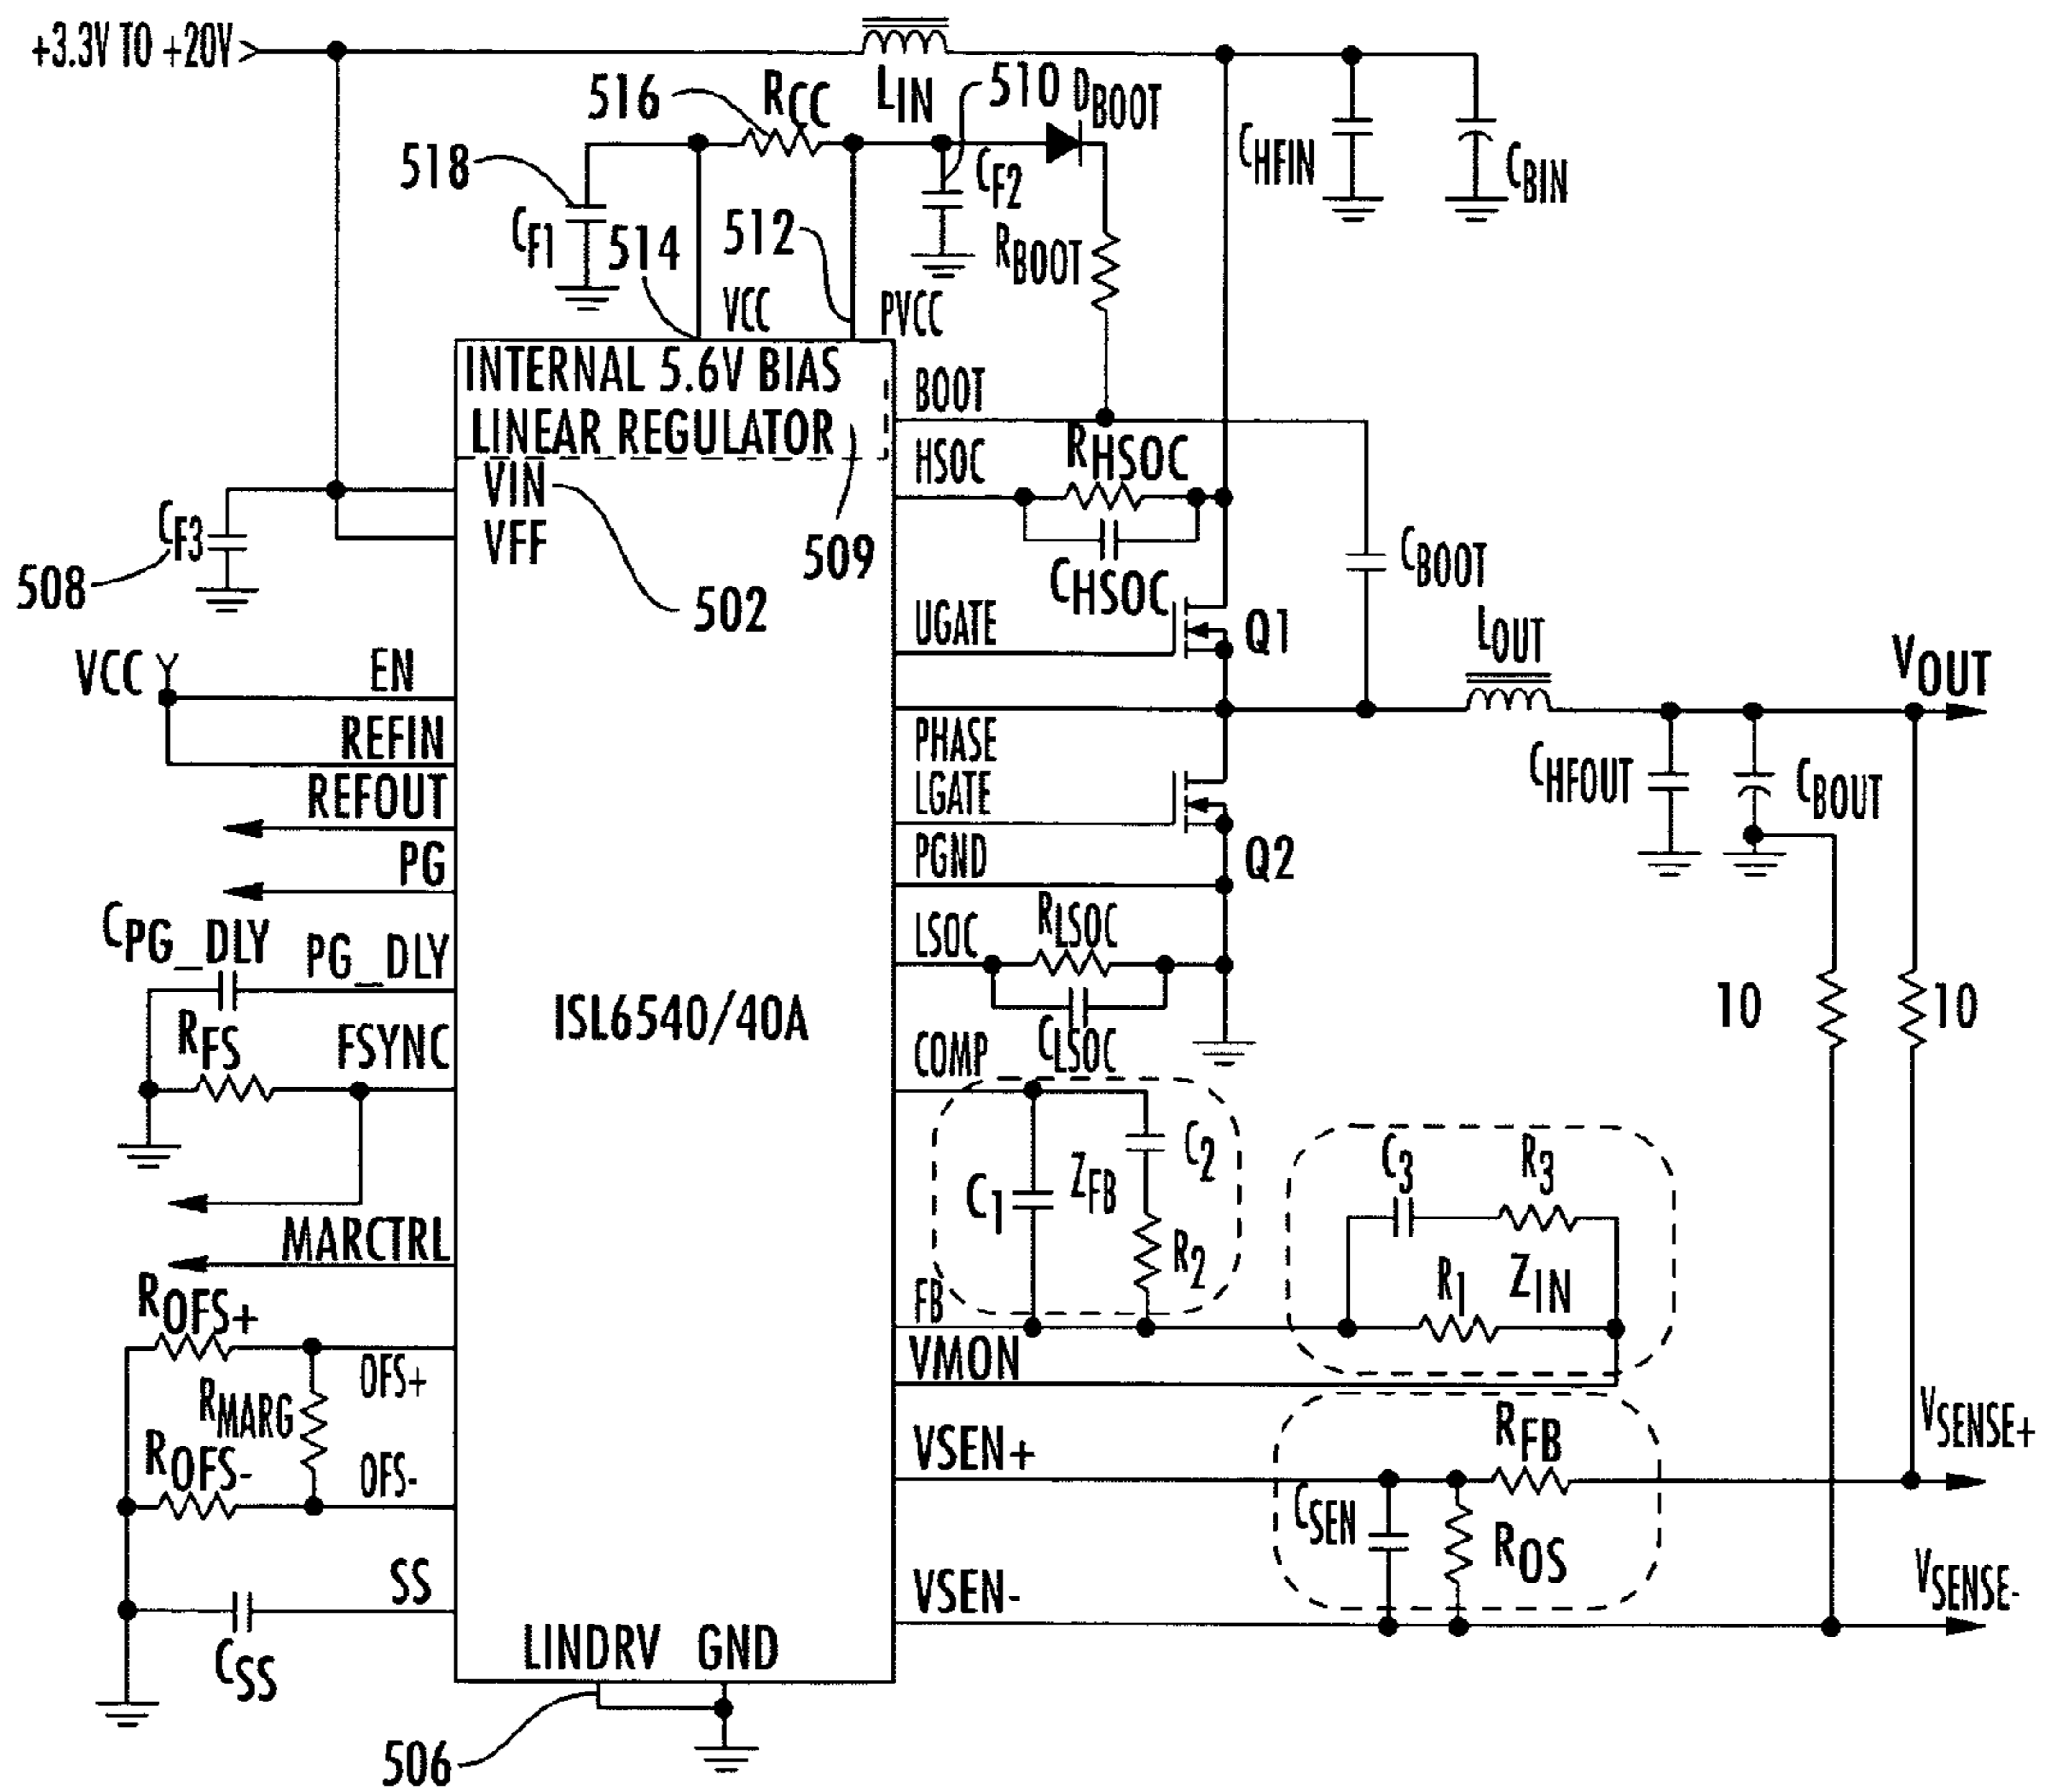 +3.3V TO +20V
LIN
510
DBOOT
516
RCC
518
CF1
CF2
CHFIN
CBIN
514
512
RBOOT
VCC
PVCC
INTERNAL 5.6V BIAS
LINEAR REGULATOR
BOOT
HSOC
RHSOC
CHSOC
VIN
VFF
CF3
508
509
502
CBOOT
UGATE
Q1
LOUT
VOUT
VCC
EN
REFIN
REFOUT
PG
PHASE
LGATE
Q2
PGND
CHFOUT
CBOUT
CPG_DLY
PG_DLY
LSOC
RLSOC
CLSOC
10
10
RFS
FSYNC
ISL6540/40A
COMP
C1
ZFB
C2
R2
C3
R3
R1
ZIN
MARCTRL
FB
VMON
ROFS+
OFS+
RMARG
ROFS-
OFS-
VSEN+
RFB
VSENSE+
CSEN
ROS
SS
CSS
VSEN-
VSENSE-
LINDRV
GND
506